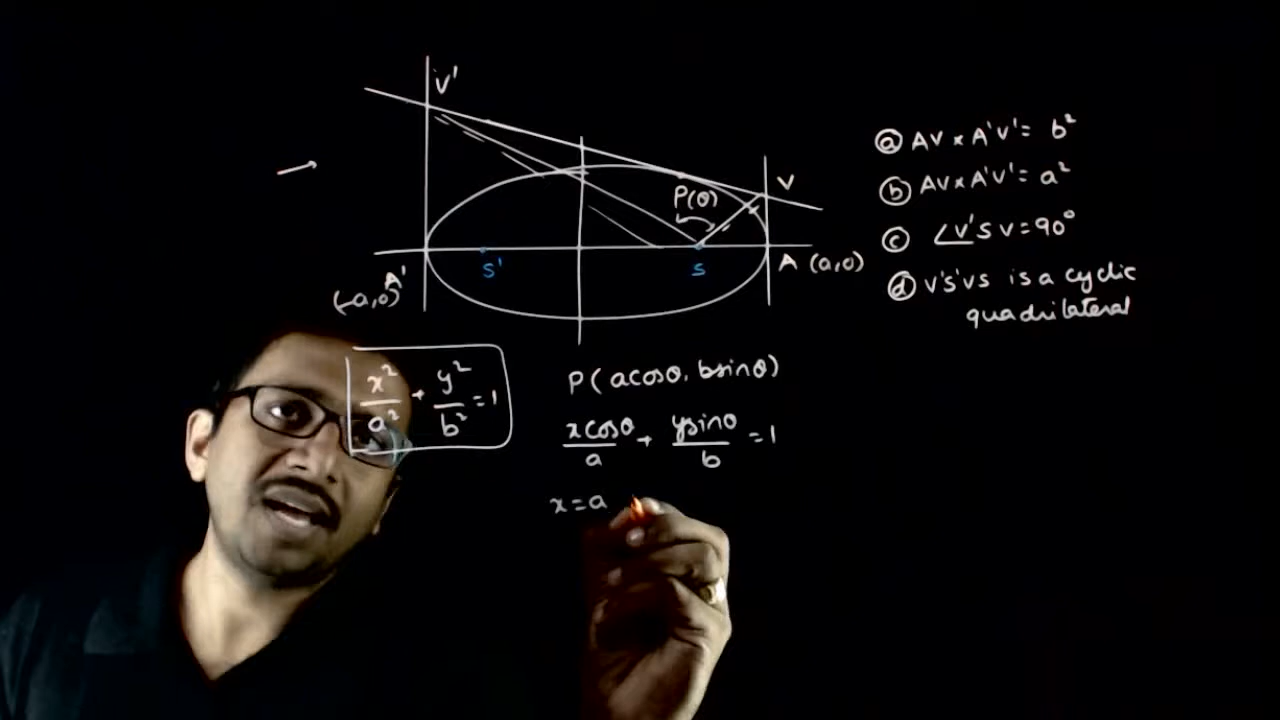 V'
V
P(θ)
S'
S
A'
(-a,0)
A (a,0)
ⓐ AV × A'V' = b²
ⓑ AV × A'V' = a²
ⓒ ∠V'SV = 90°
ⓓ V'S'VS is a cyclic
quadrilateral
x²/a² + y²/b² = 1
P(acosθ, bsinθ)
xcosθ/a + ysinθ/b = 1
x = a